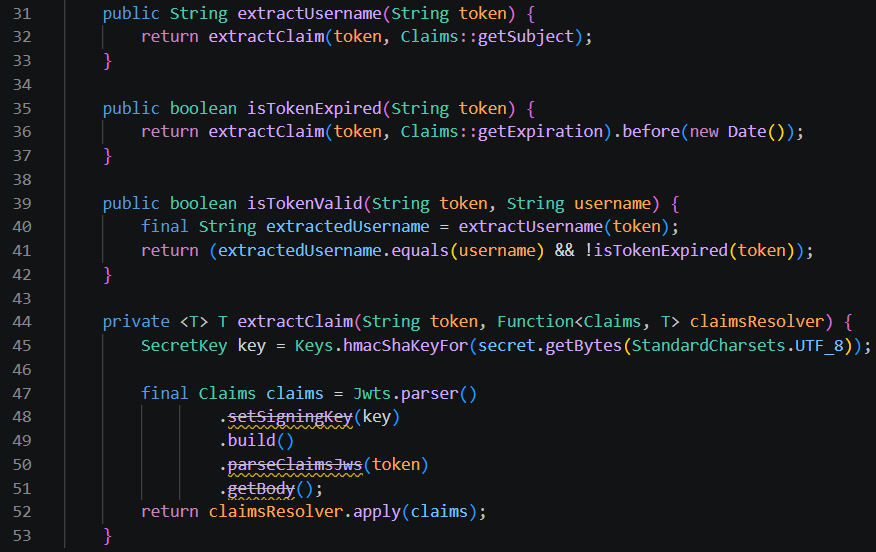 31 public String extractUsername(String token) {
32     return extractClaim(token, Claims::getSubject);
33 }
34
35 public boolean isTokenExpired(String token) {
36     return extractClaim(token, Claims::getExpiration).before(new Date());
37 }
38
39 public boolean isTokenValid(String token, String username) {
40     final String extractedUsername = extractUsername(token);
41     return (extractedUsername.equals(username) && !isTokenExpired(token));
42 }
43
44 private <T> T extractClaim(String token, Function<Claims, T> claimsResolver) {
45     SecretKey key = Keys.hmacShaKeyFor(secret.getBytes(StandardCharsets.UTF_8));
46
47     final Claims claims = Jwts.parser()
48             .setSigningKey(key)
49             .build()
50             .parseClaimsJws(token)
51             .getBody();
52     return claimsResolver.apply(claims);
53 }